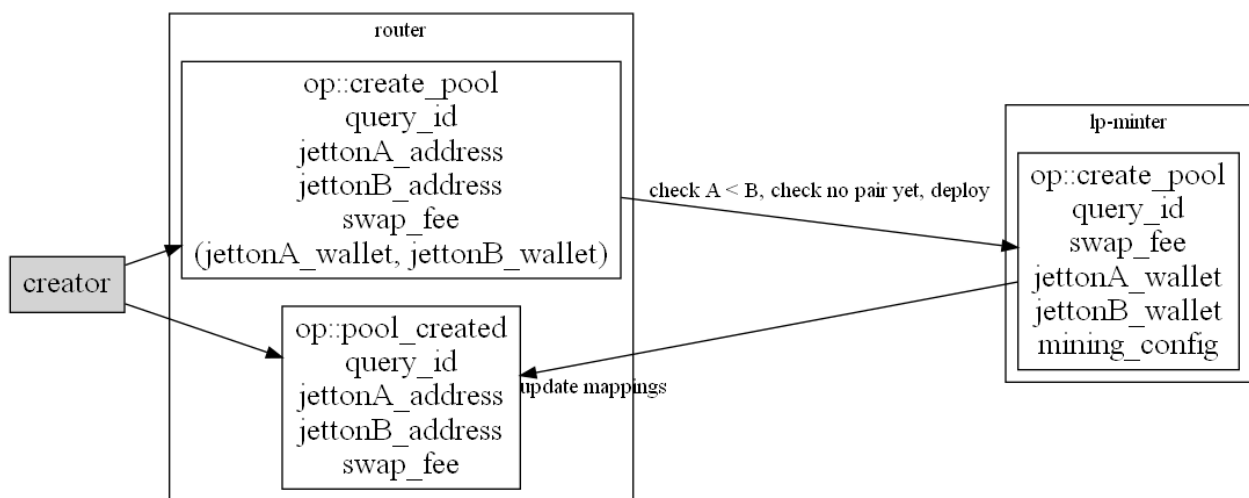 router
op::create_pool
query_id
jettonA_address
jettonB_address
swap_fee
(jettonA_wallet, jettonB_wallet)
creator
op::pool_created
query_id
jettonA_address
jettonB_address
swap_fee
check A < B, check no pair yet, deploy
update mappings
lp-minter
op::create_pool
query_id
swap_fee
jettonA_wallet
jettonB_wallet
mining_config